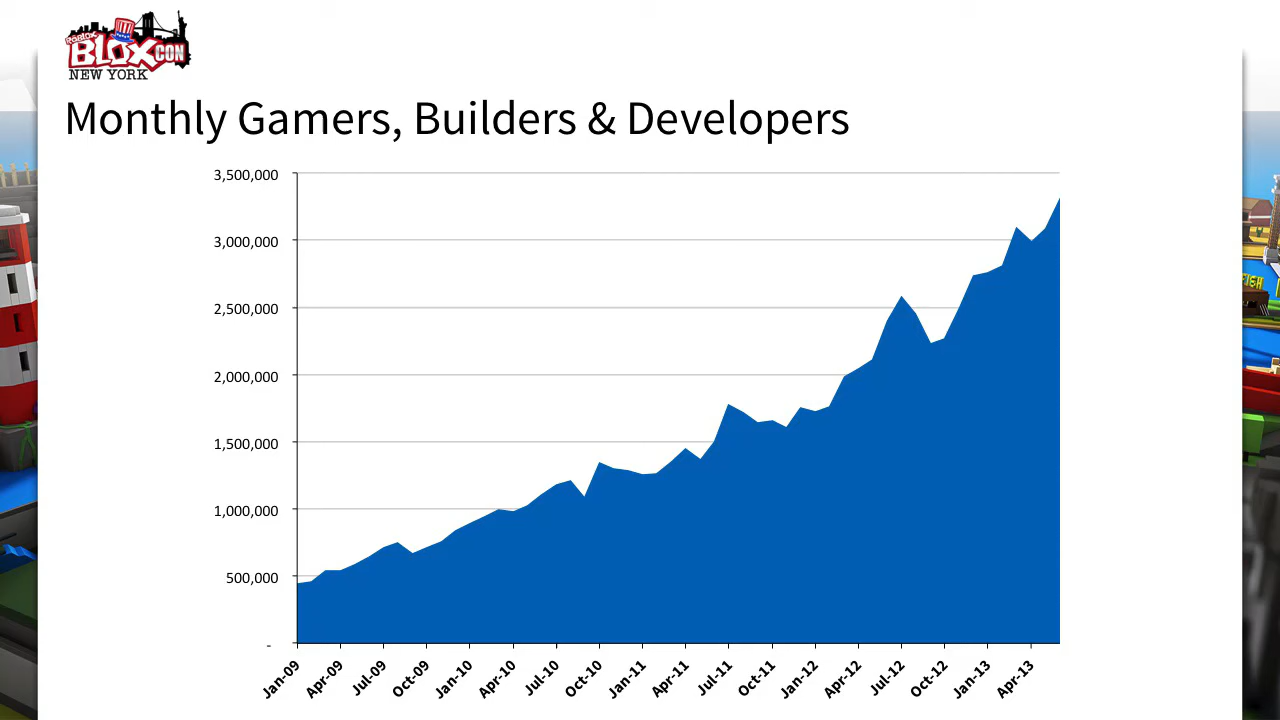 ROBLOX
BLOXCON
NEW YORK
Monthly Gamers, Builders & Developers
3,500,000
3,000,000
2,500,000
2,000,000
1,500,000
1,000,000
500,000
-
Jan-09 Apr-09 Jul-09 Oct-09 Jan-10 Apr-10 Jul-10 Oct-10 Jan-11 Apr-11 Jul-11 Oct-11 Jan-12 Apr-12 Jul-12 Oct-12 Jan-13 Apr-13